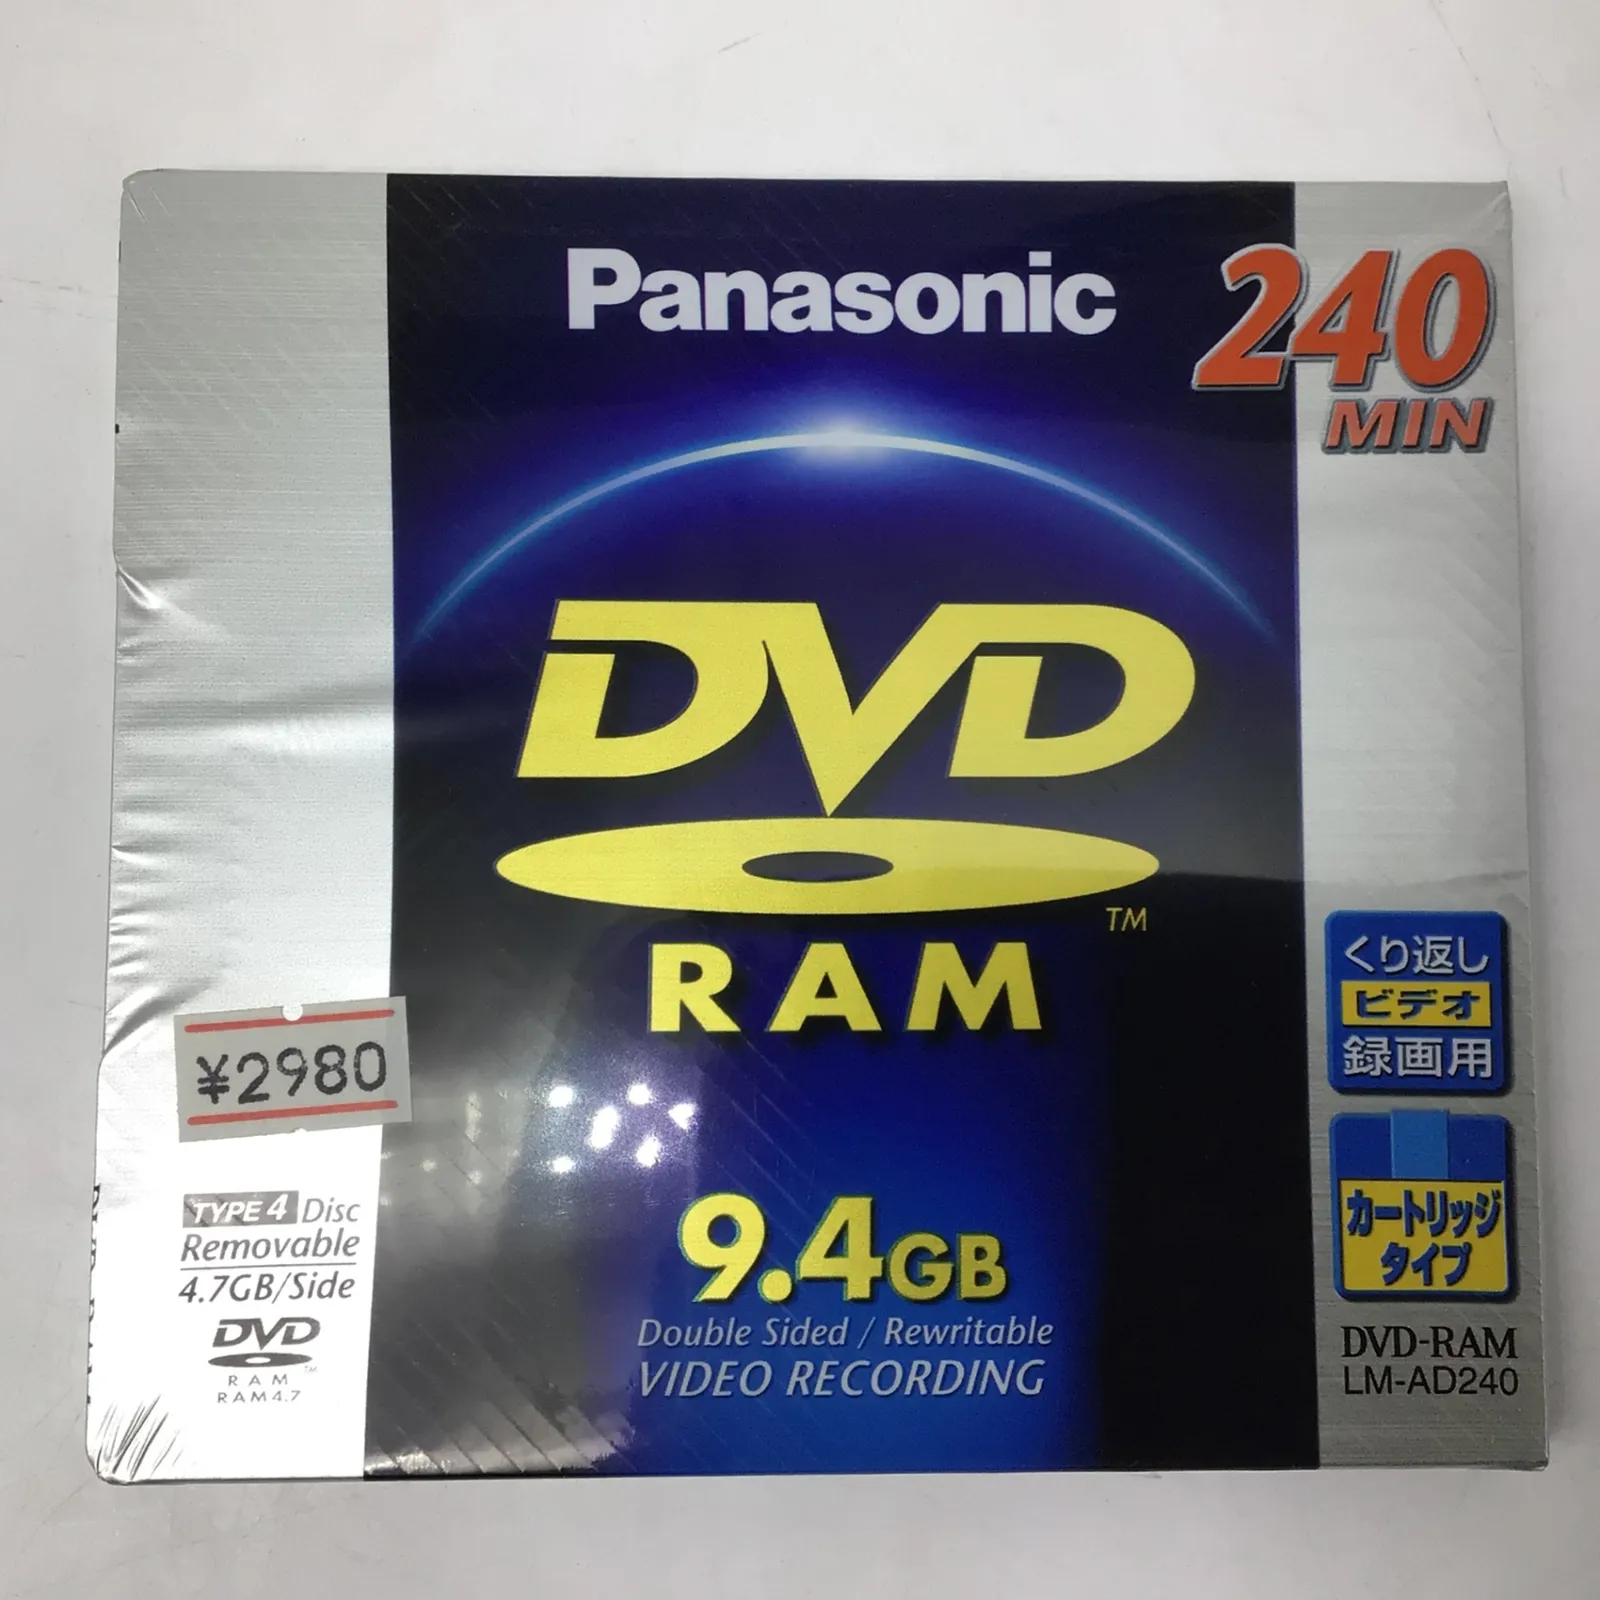 Panasonic
240
MIN
DVD
TM
RAM
くり返し
ビデオ
録画用
カートリッジ
タイプ
DVD-RAM
LM-AD240
¥2980
TYPE 4 Disc
Removable
4.7GB/Side
DVD
TM
RAM
RAM4.7
9.4GB
Double Sided / Rewritable
VIDEO RECORDING